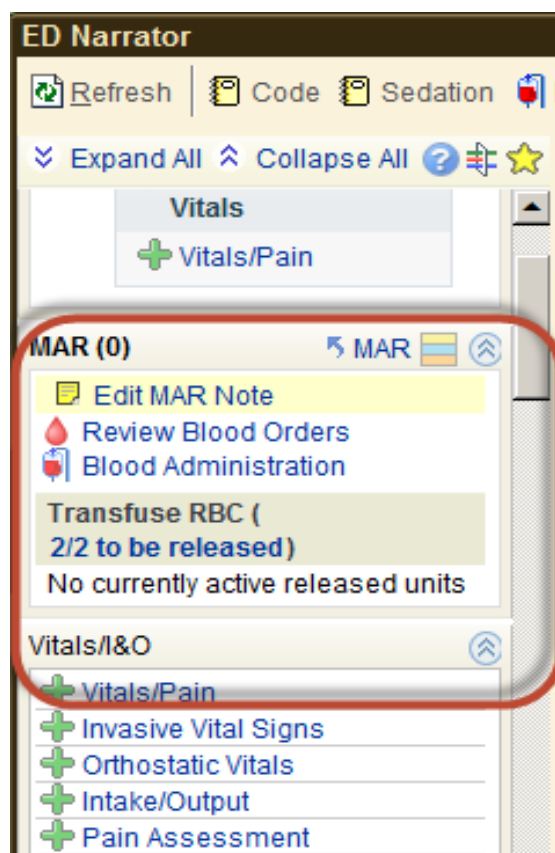 ED Narrator
Refresh Code Sedation
Expand All Collapse All ?
Vitals
Vitals/Pain
MAR (0) MAR
Edit MAR Note
Review Blood Orders
Blood Administration
Transfuse RBC (
2/2 to be released)
No currently active released units
Vitals/I&O
Vitals/Pain
Invasive Vital Signs
Orthostatic Vitals
Intake/Output
Pain Assessment